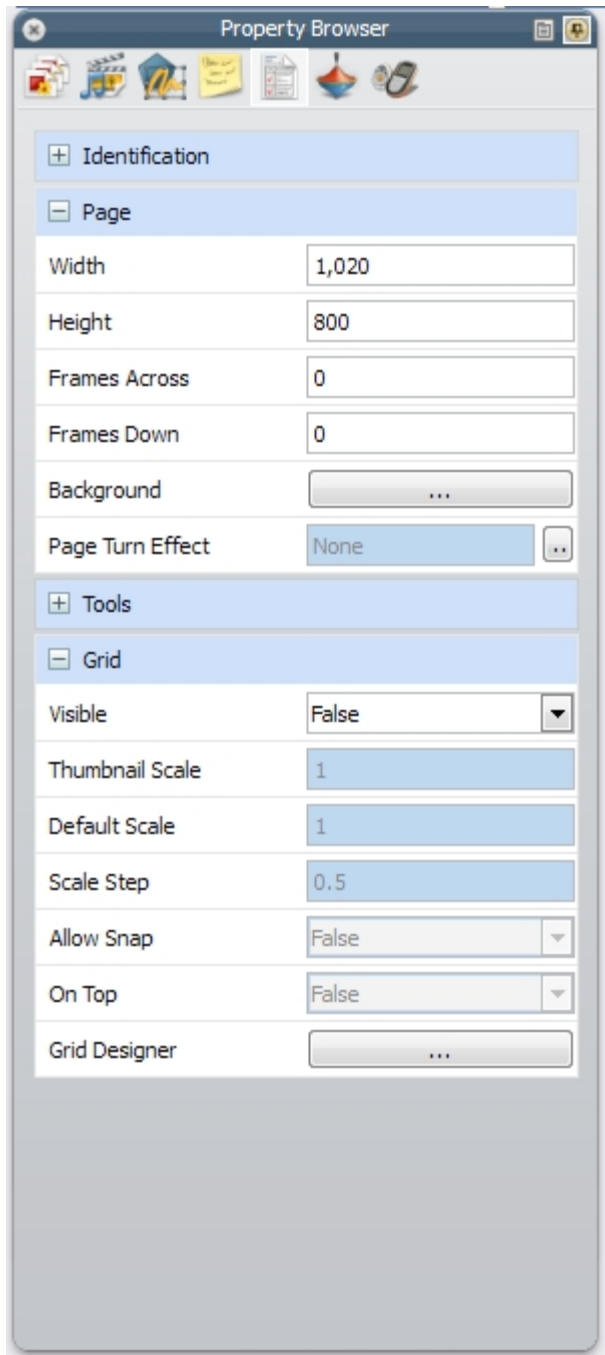 Property Browser
Identification
Page
Width 1,020
Height 800
Frames Across 0
Frames Down 0
Background ...
Page Turn Effect None ..
Tools
Grid
Visible False
Thumbnail Scale 1
Default Scale 1
Scale Step 0.5
Allow Snap False
On Top False
Grid Designer ...